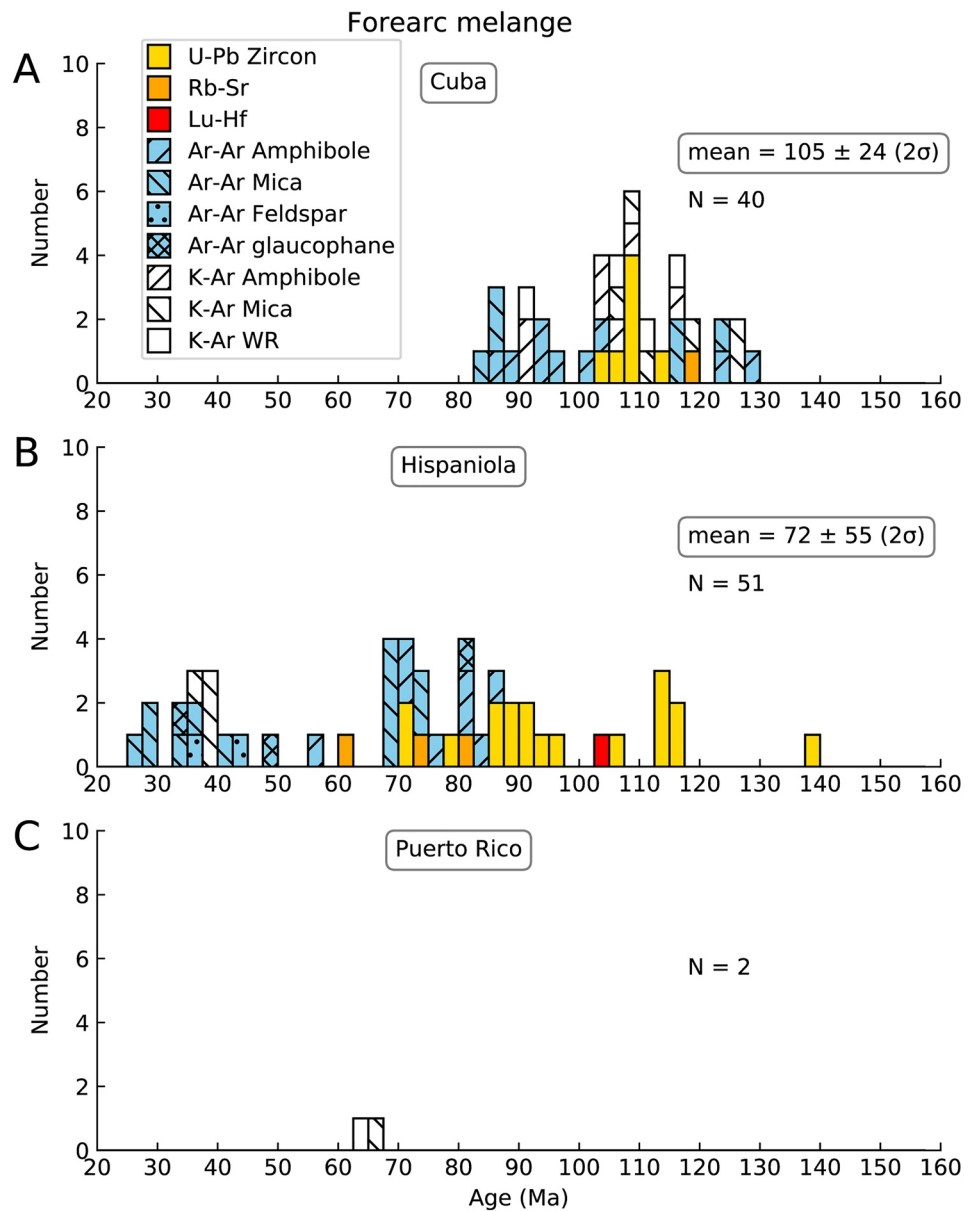 Forearc melange
A
Cuba
U-Pb Zircon
Rb-Sr
Lu-Hf
Ar-Ar Amphibole
Ar-Ar Mica
Ar-Ar Feldspar
Ar-Ar glaucophane
K-Ar Amphibole
K-Ar Mica
K-Ar WR
mean = 105 ± 24 (2σ)
N = 40
Number
10
8
6
4
2
0
20 30 40 50 60 70 80 90 100 110 120 130 140 150 160
B
Hispaniola
mean = 72 ± 55 (2σ)
N = 51
Number
10
8
6
4
2
0
20 30 40 50 60 70 80 90 100 110 120 130 140 150 160
C
Puerto Rico
N = 2
Number
10
8
6
4
2
0
20 30 40 50 60 70 80 90 100 110 120 130 140 150 160
Age (Ma)